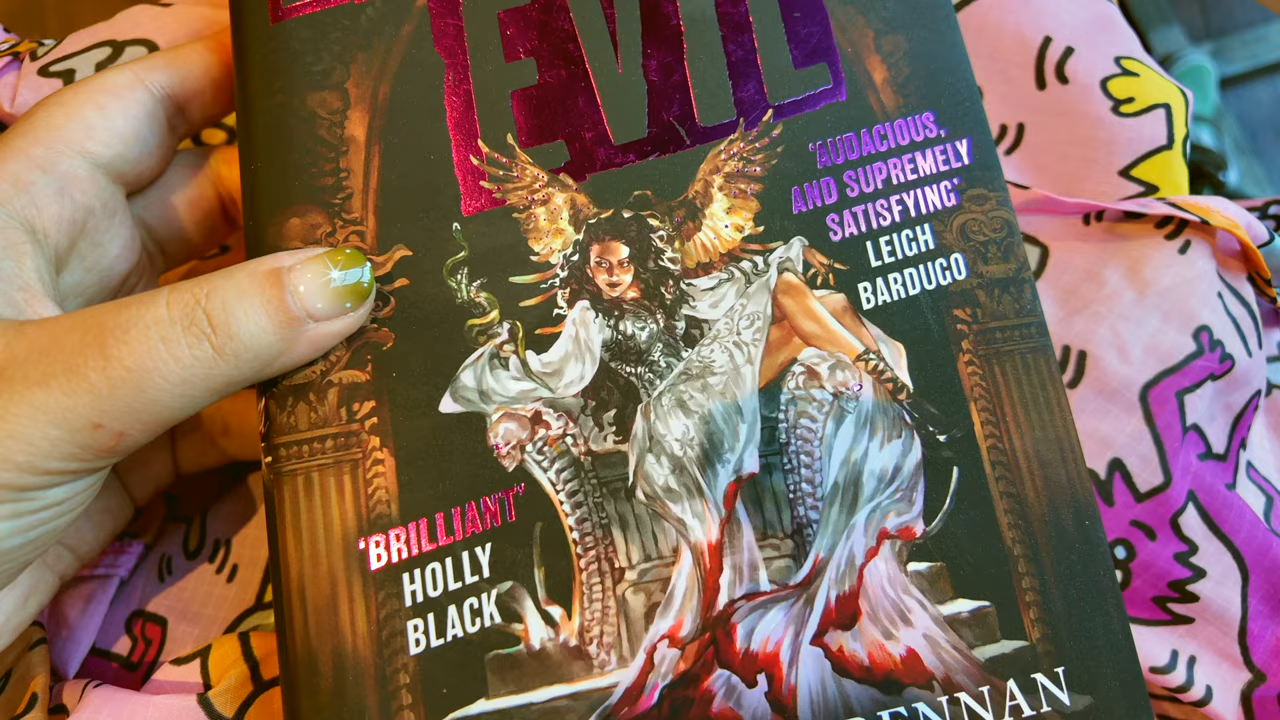 EVIL
'AUDACIOUS,
AND SUPREMELY
SATISFYING'
LEIGH
BARDUGO
'BRILLIANT'
HOLLY
BLACK